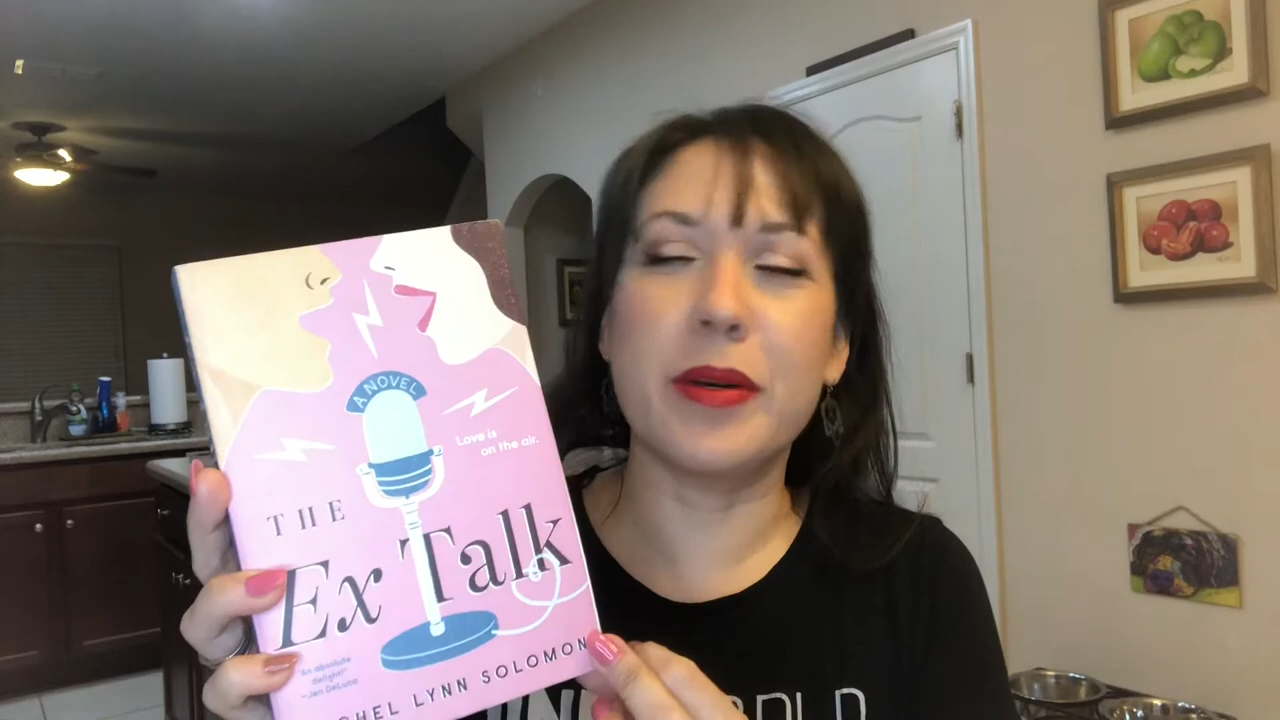 A NOVEL
Love is
on the air.
THE
Ex Talk
"An absolute
delight!"
—Jen DeLuca
CHEL LYNN SOLOMON